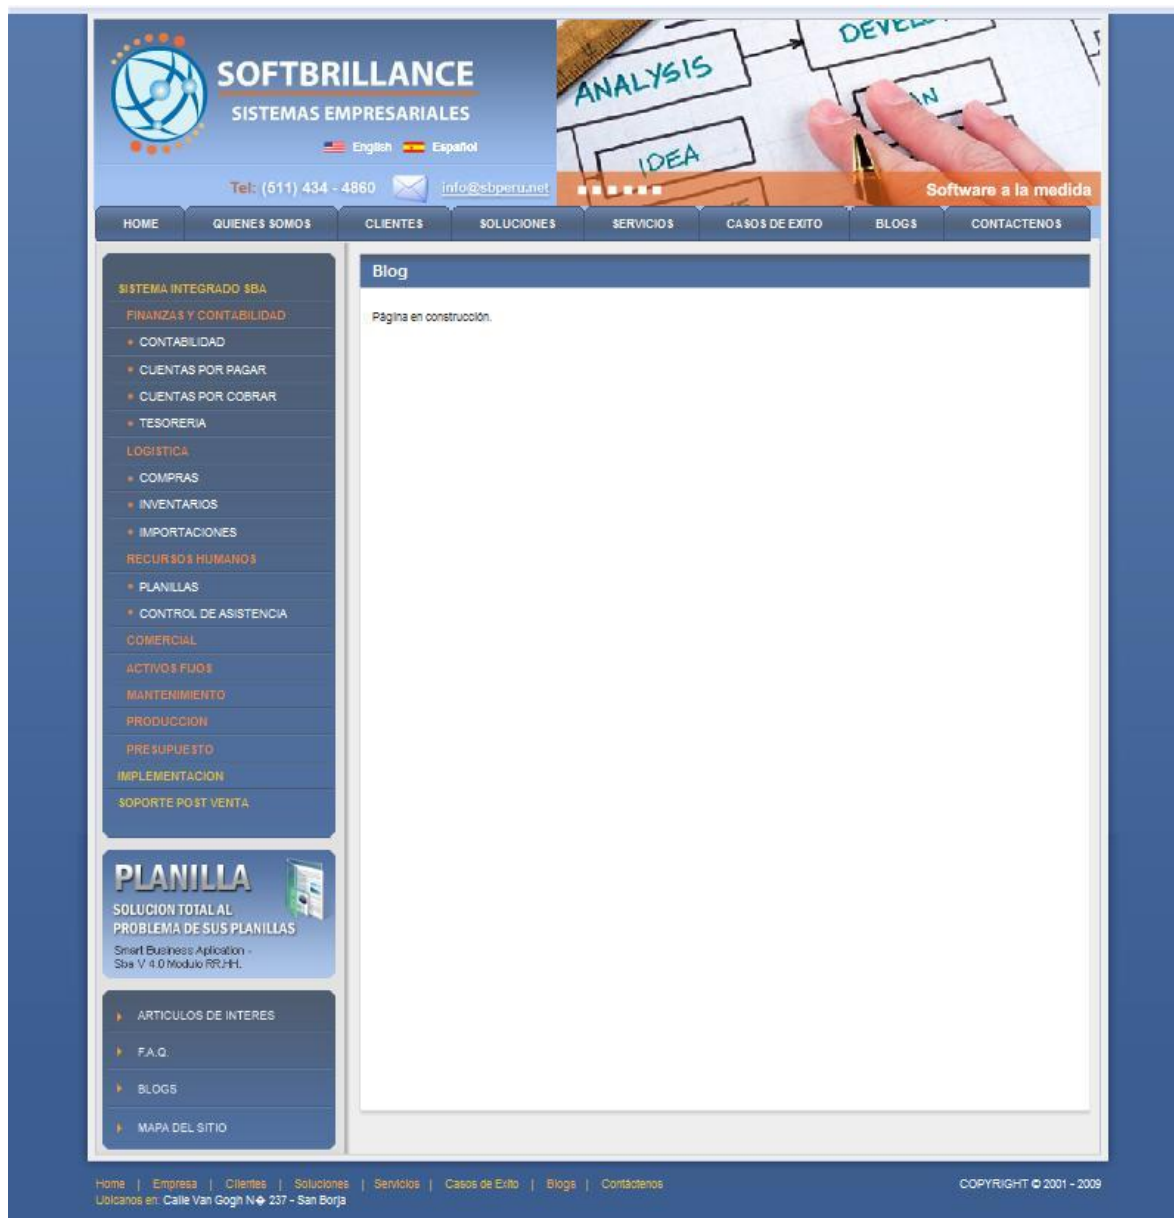 SOFTBRILLANCE
SISTEMAS EMPRESARIALES
English Español
Tel: (511) 434 - 4860 info@sbperu.net
ANALYSIS
IDEA
Software a la medida
HOME QUIENES SOMOS CLIENTES SOLUCIONES SERVICIOS CASOS DE EXITO BLOGS CONTACTENOS
SISTEMA INTEGRADO SBA
FINANZAS Y CONTABILIDAD
CONTABILIDAD
CUENTAS POR PAGAR
CUENTAS POR COBRAR
TESORERIA
LOGISTICA
COMPRAS
INVENTARIOS
IMPORTACIONES
RECURSOS HUMANOS
PLANILLAS
CONTROL DE ASISTENCIA
COMERCIAL
ACTIVOS FIJOS
MANTENIMIENTO
PRODUCCION
PRESUPUESTO
IMPLEMENTACION
SOPORTE POST VENTA
Blog
Página en construcción.
PLANILLA
SOLUCION TOTAL AL
PROBLEMA DE SUS PLANILLAS
Smart Business Aplication -
Sba V 4.0 Modulo RR.HH.
ARTICULOS DE INTERES
F.A.Q.
BLOGS
MAPA DEL SITIO
Home | Empresa | Clientes | Soluciones | Servicios | Casos de Exito | Blogs | Contáctenos
Ubicanos en: Calle Van Gogh N� 237 - San Borja
COPYRIGHT © 2001 - 2009